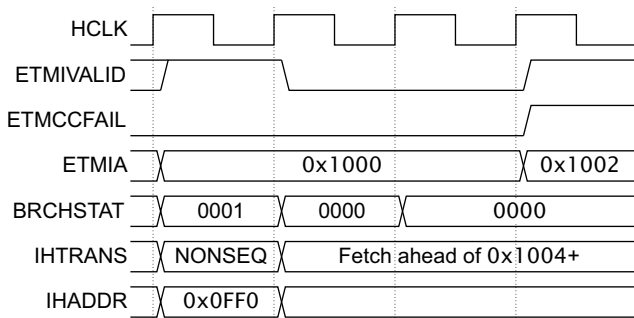 HCLK
ETMIVALID
ETMCCFAIL
ETMIA 0x1000 0x1002
BRCHSTAT 0001 0000 0000
IHTRANS NONSEQ Fetch ahead of 0x1004+
IHADDR 0x0FF0